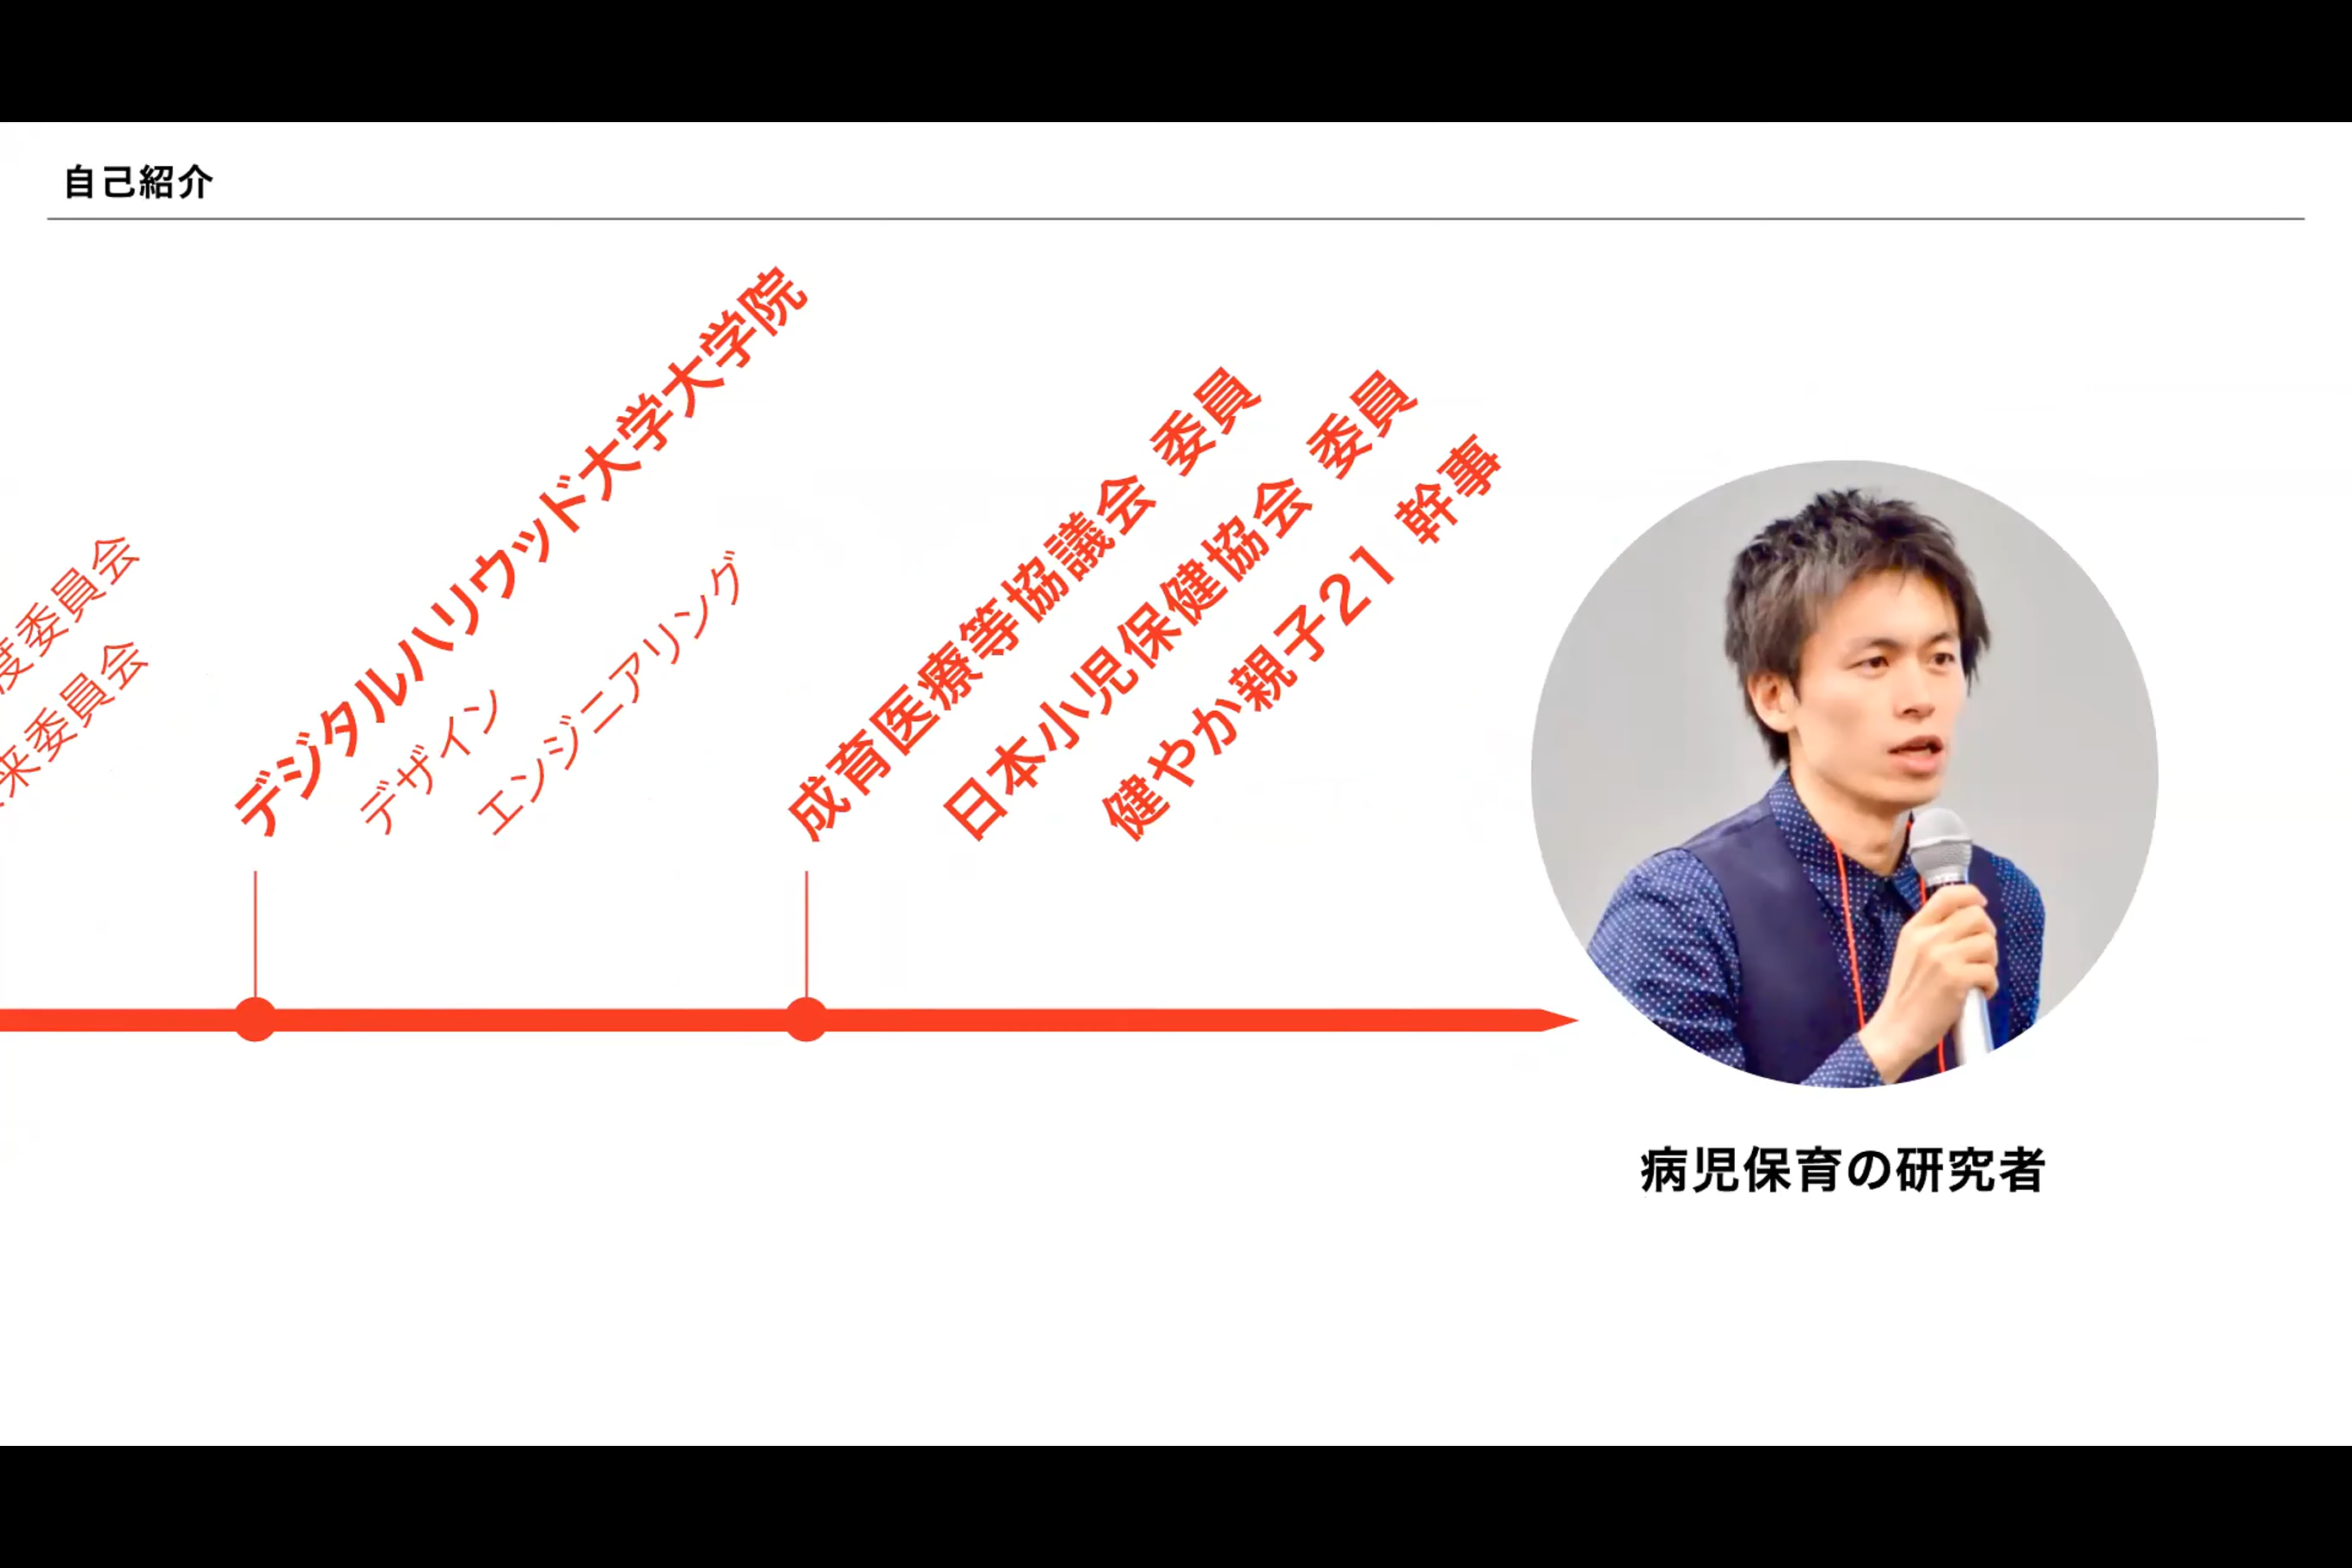 自己紹介
度委員会
来委員会
デジタルハリウッド大学大学院
デザイン
エンジニアリング
成育医療等協議会 委員
日本小児保健協会 委員
健やか親子21 幹事
病児保育の研究者